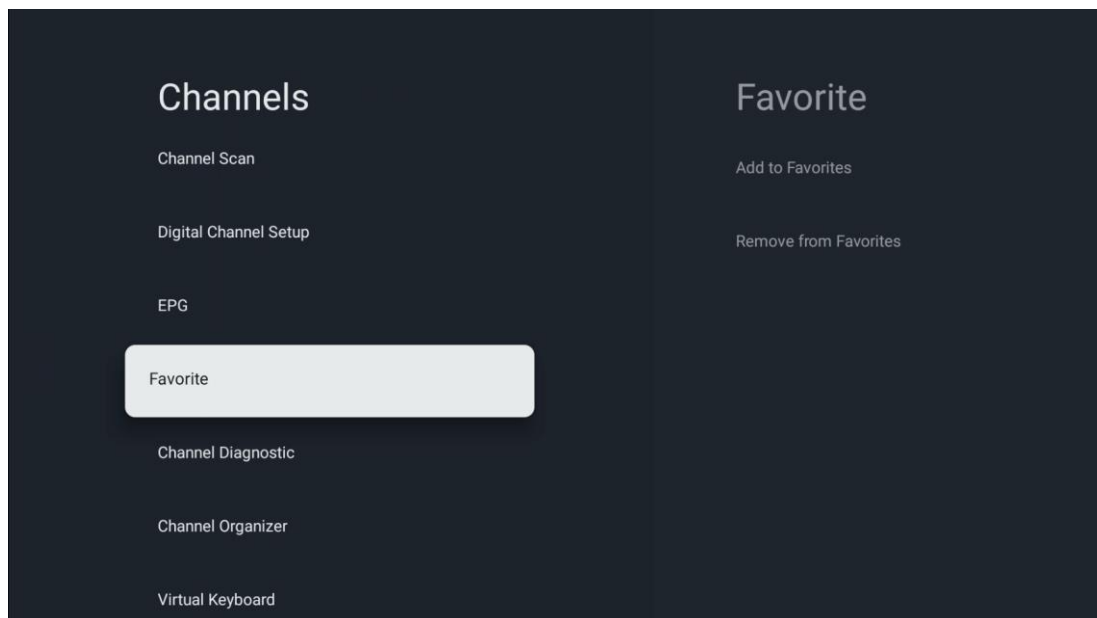 Channels
Channel Scan
Digital Channel Setup
EPG
Favorite
Channel Diagnostic
Channel Organizer
Virtual Keyboard
Favorite
Add to Favorites
Remove from Favorites